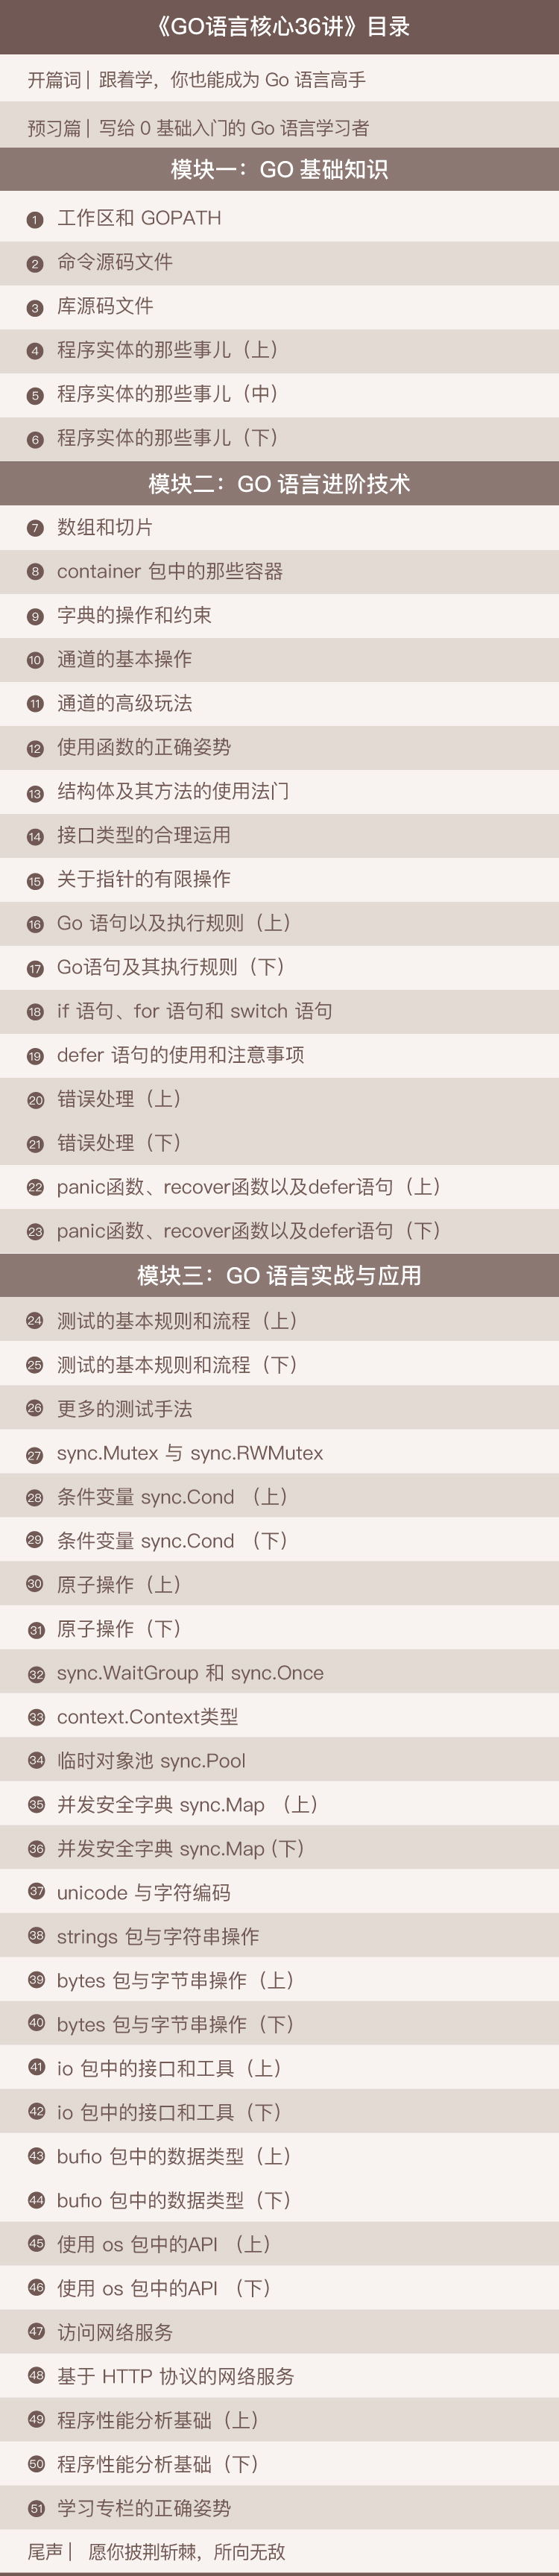 《GO语言核心36讲》目录
开篇词 | 跟着学，你也能成为 Go 语言高手
预习篇 | 写给 0 基础入门的 Go 语言学习者
模块一：GO 基础知识
1 工作区和 GOPATH
2 命令源码文件
3 库源码文件
4 程序实体的那些事儿（上）
5 程序实体的那些事儿（中）
6 程序实体的那些事儿（下）
模块二：GO 语言进阶技术
7 数组和切片
8 container 包中的那些容器
9 字典的操作和约束
10 通道的基本操作
11 通道的高级玩法
12 使用函数的正确姿势
13 结构体及其方法的使用法门
14 接口类型的合理运用
15 关于指针的有限操作
16 Go 语句以及执行规则（上）
17 Go语句及其执行规则（下）
18 if 语句、for 语句和 switch 语句
19 defer 语句的使用和注意事项
20 错误处理（上）
21 错误处理（下）
22 panic函数、recover函数以及defer语句（上）
23 panic函数、recover函数以及defer语句（下）
模块三：GO 语言实战与应用
24 测试的基本规则和流程（上）
25 测试的基本规则和流程（下）
26 更多的测试手法
27 sync.Mutex 与 sync.RWMutex
28 条件变量 sync.Cond （上）
29 条件变量 sync.Cond （下）
30 原子操作（上）
31 原子操作（下）
32 sync.WaitGroup 和 sync.Once
33 context.Context类型
34 临时对象池 sync.Pool
35 并发安全字典 sync.Map （上）
36 并发安全字典 sync.Map (下)
37 unicode 与字符编码
38 strings 包与字符串操作
39 bytes 包与字节串操作（上）
40 bytes 包与字节串操作（下）
41 io 包中的接口和工具（上）
42 io 包中的接口和工具（下）
43 bufio 包中的数据类型（上）
44 bufio 包中的数据类型（下）
45 使用 os 包中的API （上）
46 使用 os 包中的API （下）
47 访问网络服务
48 基于 HTTP 协议的网络服务
49 程序性能分析基础（上）
50 程序性能分析基础（下）
51 学习专栏的正确姿势
尾声 | 愿你披荆斩棘，所向无敌